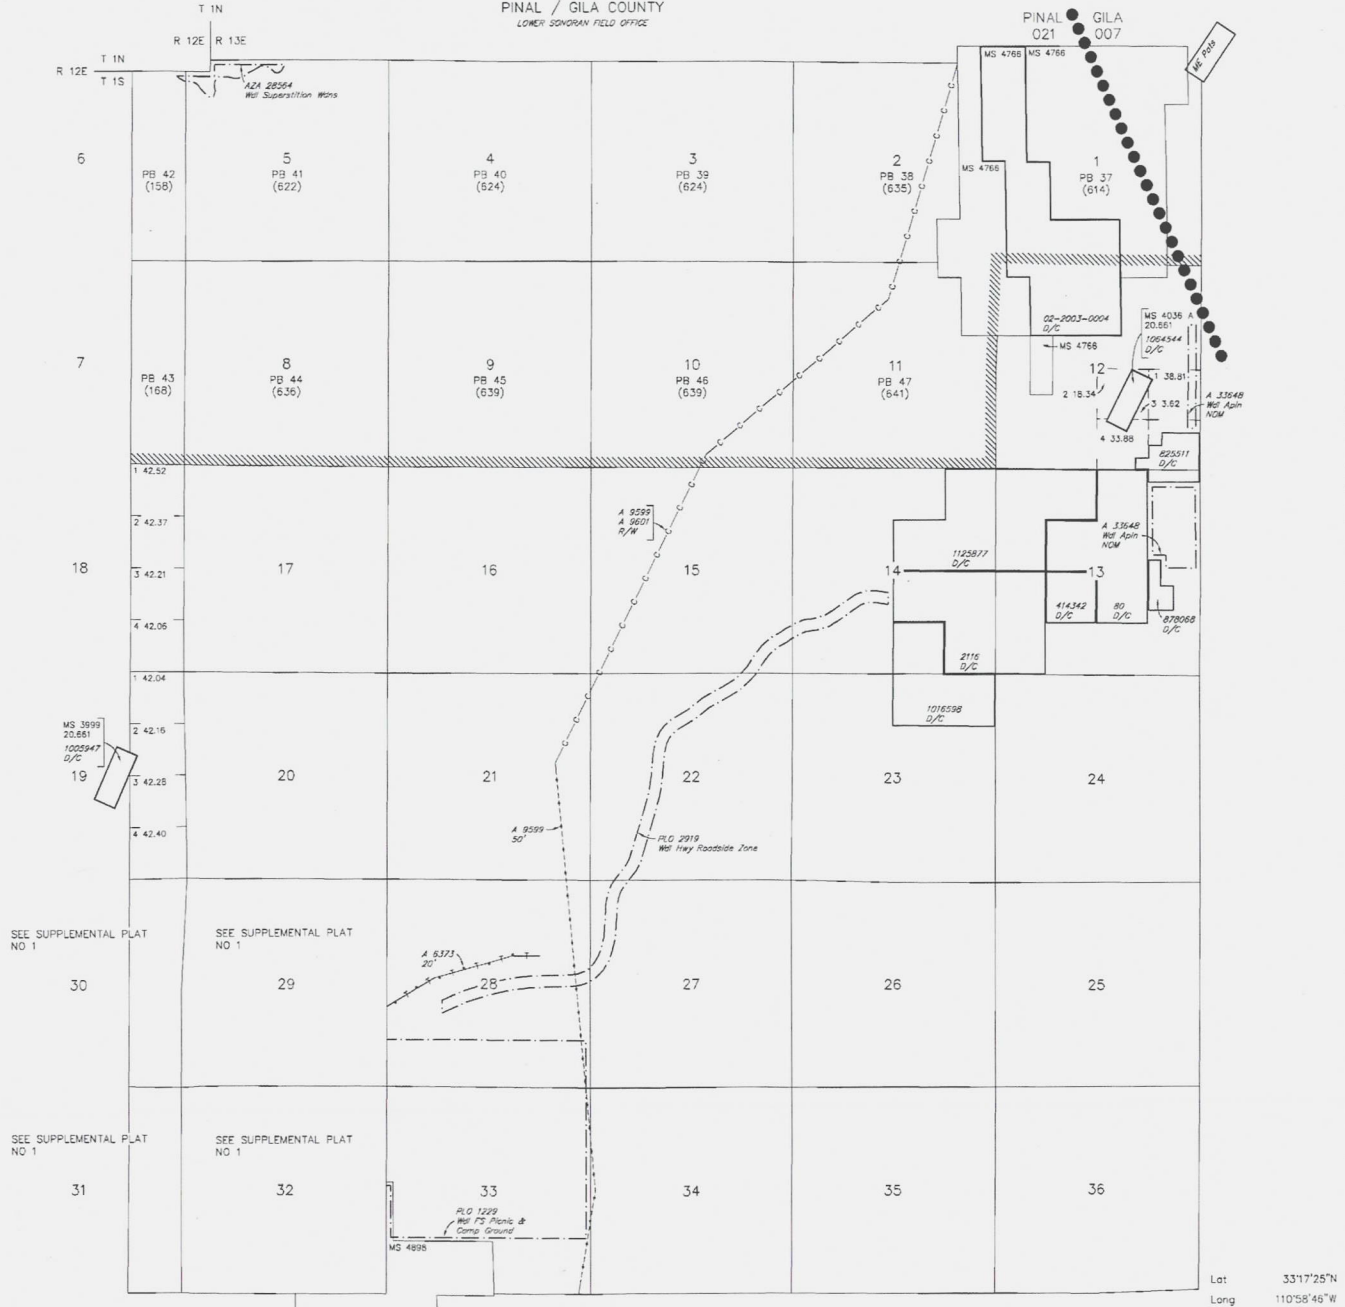 PINAL / GILA COUNTY
LOWER SONORAN FIELD OFFICE
T 1N
R 12E
R 13E
T 1N
R 12E
T 1S
AZA 28564
Wdl Superstition Wdns
PINAL
021
GILA
007
ME Pats
MS 4766
MS 4766
MS 4766
6
PB 42
(158)
5
PB 41
(622)
4
PB 40
(624)
3
PB 39
(624)
2
PB 38
(635)
1
PB 37
(614)
7
PB 43
(168)
8
PB 44
(636)
9
PB 45
(639)
10
PB 46
(639)
11
PB 47
(641)
12
02-2003-0004
D/C
MS 4766
MS 4036 A
20.661
1064544
D/C
1 38.81
2 18.34
3 3.62
4 33.88
A 33648
Wdl Apln
NOM
825511
D/C
1 42.52
2 42.37
3 42.21
4 42.06
18
17
16
15
14
13
A 9599
A 9601
R/W
1125877
D/C
A 33648
Wdl Apln
NOM
414342
D/C
80
D/C
878068
D/C
2116
D/C
1016598
D/C
1 42.04
2 42.16
3 42.28
4 42.40
MS 3999
20.661
1005947
D/C
19
20
21
22
23
24
A 9599
50'
PLO 2919
Wdl Hwy Roadside Zone
SEE SUPPLEMENTAL PLAT
NO 1
SEE SUPPLEMENTAL PLAT
NO 1
A 6373
20'
30
29
28
27
26
25
SEE SUPPLEMENTAL PLAT
NO 1
SEE SUPPLEMENTAL PLAT
NO 1
31
32
33
34
35
36
PLO 1229
Wdl FS Picnic &
Camp Ground
MS 4898
Lat 33°17'25"N
Long 110°58'46"W